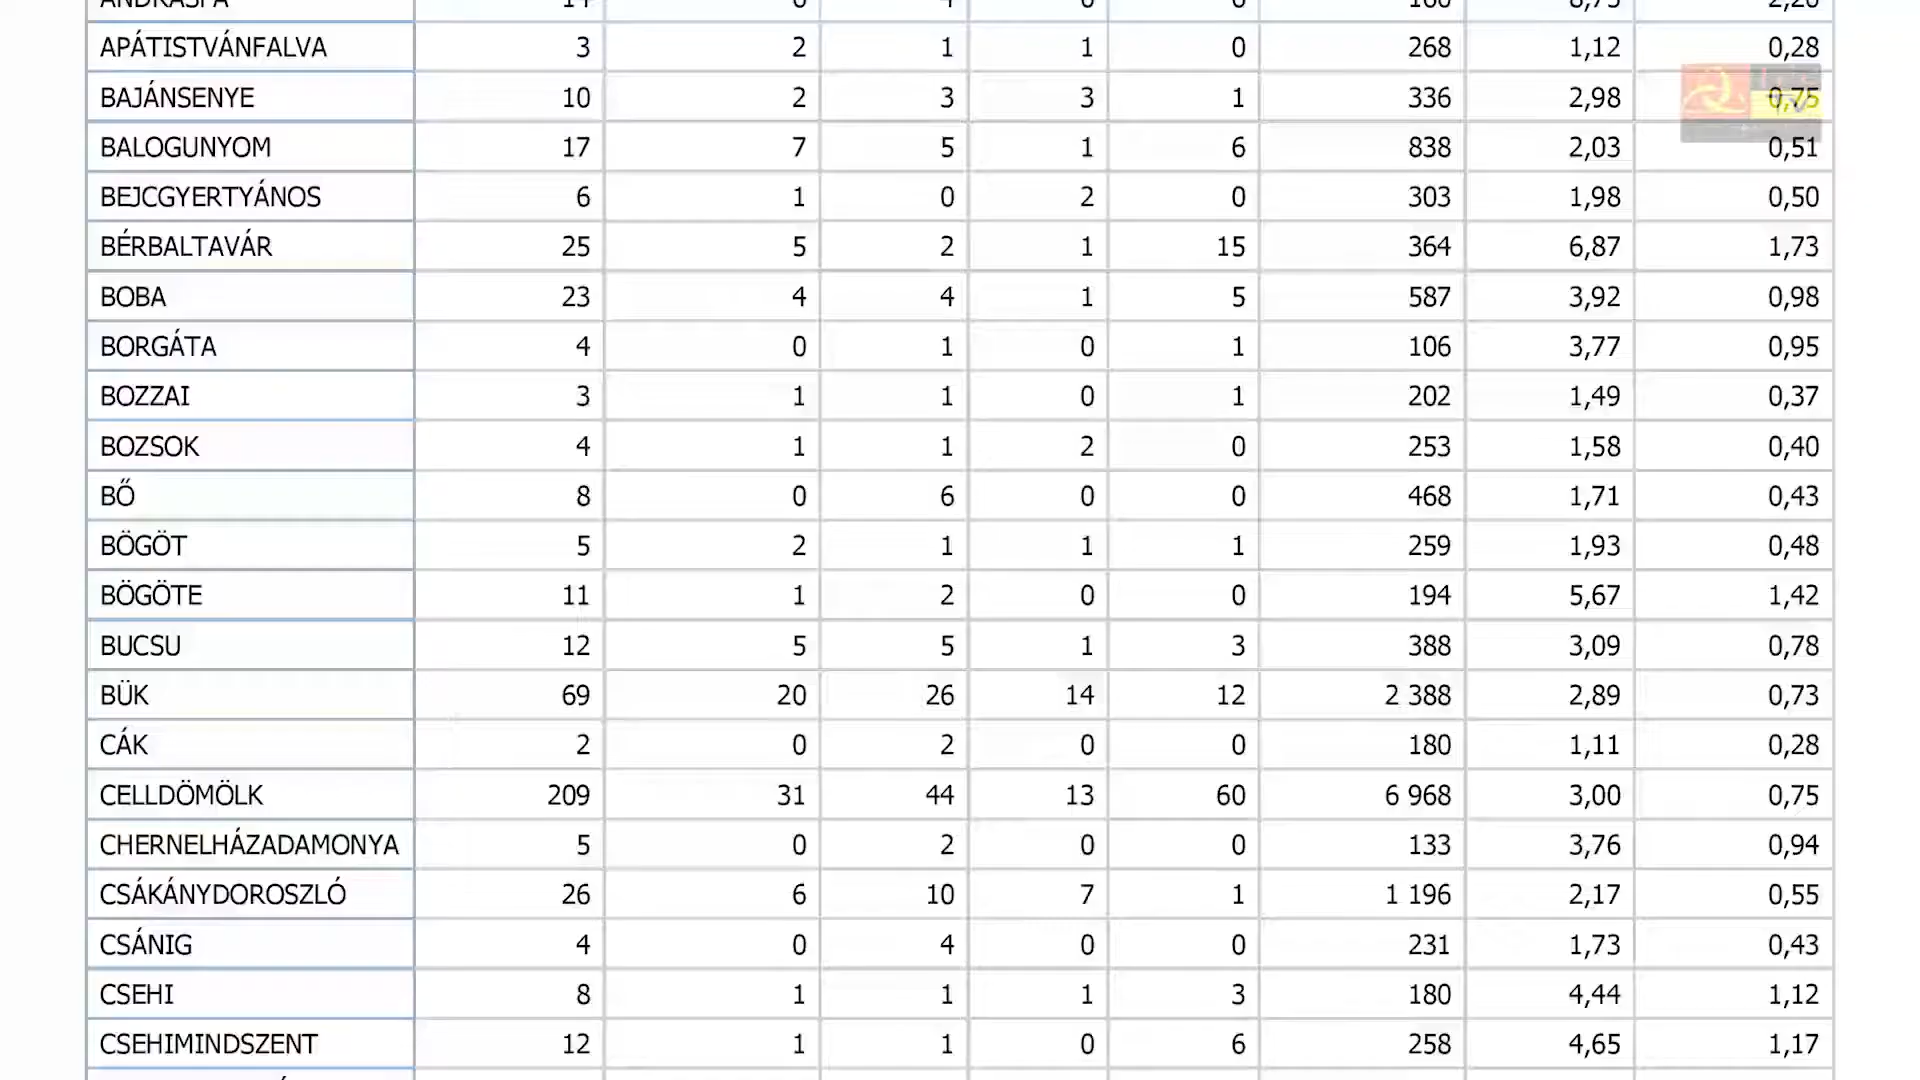 APÁTISTVÁNFALVA 3 2 1 1 0 268 1,12 0,28
BAJÁNSENYE 10 2 3 3 1 336 2,98 0,75
BALOGUNYOM 17 7 5 1 6 838 2,03 0,51
BEJCGYERTYÁNOS 6 1 0 2 0 303 1,98 0,50
BÉRBALTAVÁR 25 5 2 1 15 364 6,87 1,73
BOBA 23 4 4 1 5 587 3,92 0,98
BORGÁTA 4 0 1 0 1 106 3,77 0,95
BOZZAI 3 1 1 0 1 202 1,49 0,37
BOZSOK 4 1 1 2 0 253 1,58 0,40
BŐ 8 0 6 0 0 468 1,71 0,43
BÖGÖT 5 2 1 1 1 259 1,93 0,48
BÖGÖTE 11 1 2 0 0 194 5,67 1,42
BUCSU 12 5 5 1 3 388 3,09 0,78
BÜK 69 20 26 14 12 2 388 2,89 0,73
CÁK 2 0 2 0 0 180 1,11 0,28
CELLDÖMÖLK 209 31 44 13 60 6 968 3,00 0,75
CHERNELHÁZADAMONYA 5 0 2 0 0 133 3,76 0,94
CSÁKÁNYDOROSZLÓ 26 6 10 7 1 1 196 2,17 0,55
CSÁNIG 4 0 4 0 0 231 1,73 0,43
CSEHI 8 1 1 1 3 180 4,44 1,12
CSEHIMINDSZENT 12 1 1 0 6 258 4,65 1,17